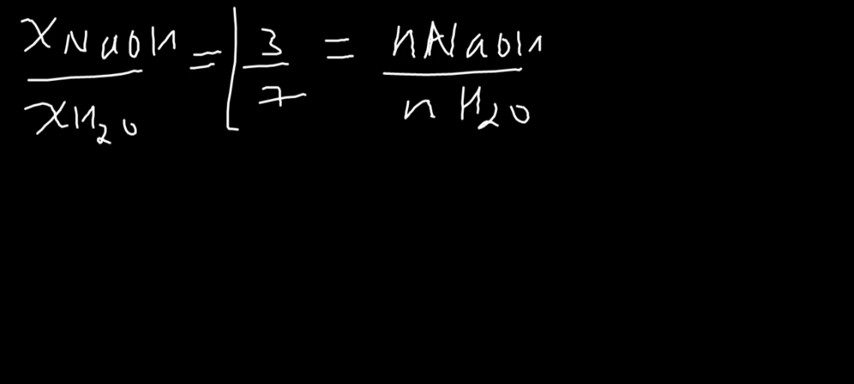 XNaOH / XH₂O = | 3/7 = nNaOH / nH₂O